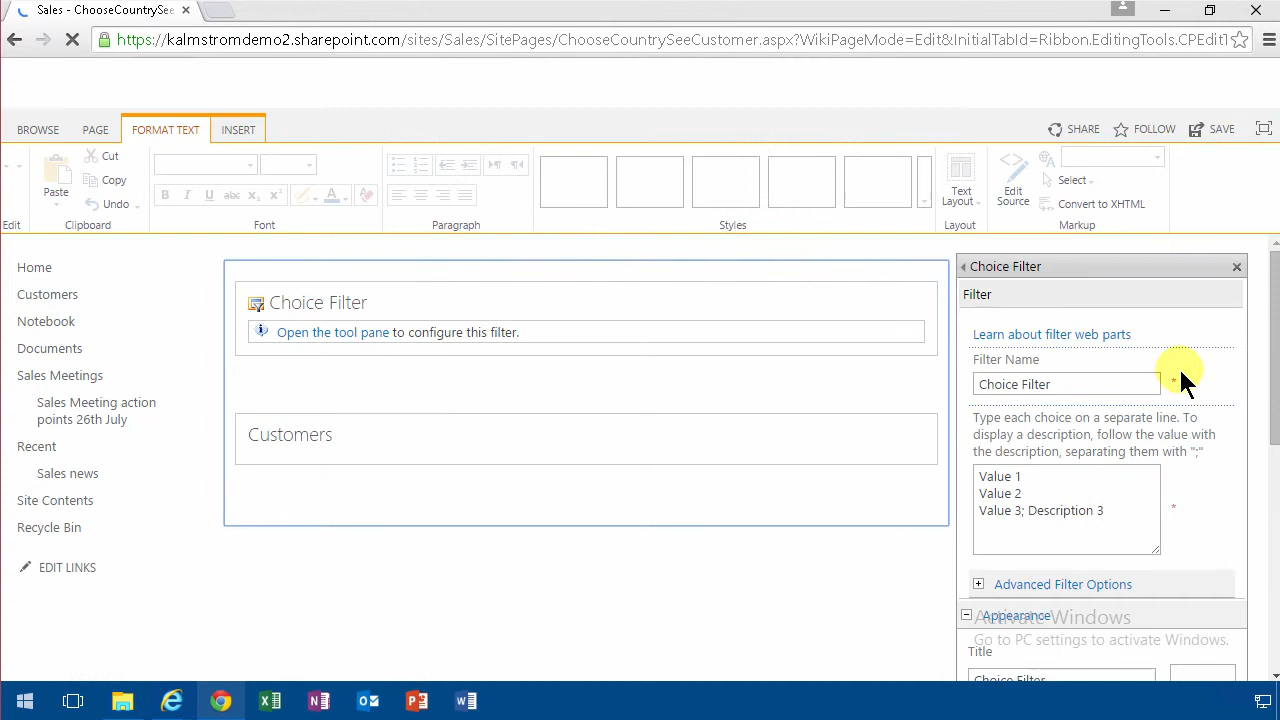 Sales - ChooseCountrySee
https://kalmstromdemo2.sharepoint.com/sites/Sales/SitePages/ChooseCountrySeeCustomer.aspx?WikiPageMode=Edit&InitialTabId=Ribbon.EditingTools.CPEdit1
BROWSE PAGE FORMAT TEXT INSERT SHARE FOLLOW SAVE
Paste
Cut
Copy
Undo
B I U abc x₂ x² A
Text Layout
Edit Source
Select
Convert to XHTML
Edit Clipboard Font Paragraph Styles Layout Markup
Home
Customers
Notebook
Documents
Sales Meetings
Sales Meeting action
points 26th July
Recent
Sales news
Site Contents
Recycle Bin
EDIT LINKS
Choice Filter
Open the tool pane to configure this filter.
Customers
Choice Filter
Filter
Learn about filter web parts
Filter Name
Choice Filter *
Type each choice on a separate line. To
display a description, follow the value with
the description, separating them with ";"
Value 1
Value 2
Value 3; Description 3
*
Advanced Filter Options
Appearance
Activate Windows
Go to PC settings to activate Windows.
Title
Choice Filter